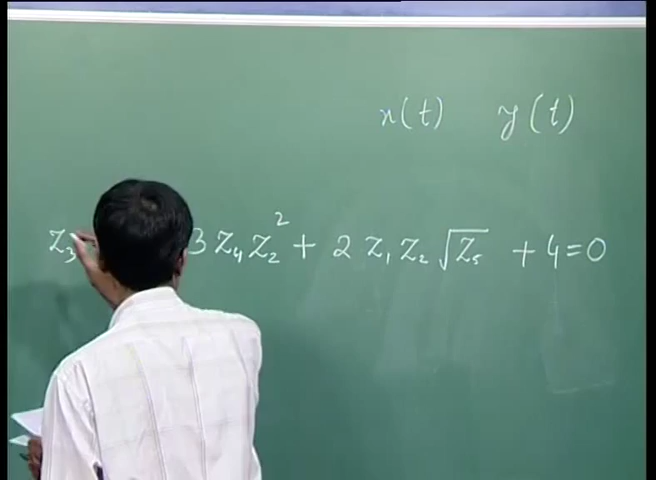 x(t) y(t)
z₃ 3 z₄ z₂² + 2 z₁ z₂ √z₅ + 4 = 0